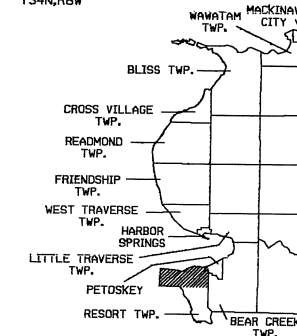 T34N,R8W
WAWATAM
TWP.
MACKINAW
CITY V
BLISS TWP.
CROSS VILLAGE
TWP.
READMOND
TWP.
FRIENDSHIP
TWP.
WEST TRAVERSE
TWP.
HARBOR
SPRINGS
LITTLE TRAVERSE
TWP.
PETOSKEY
RESORT TWP.
BEAR CREEK
TWP.